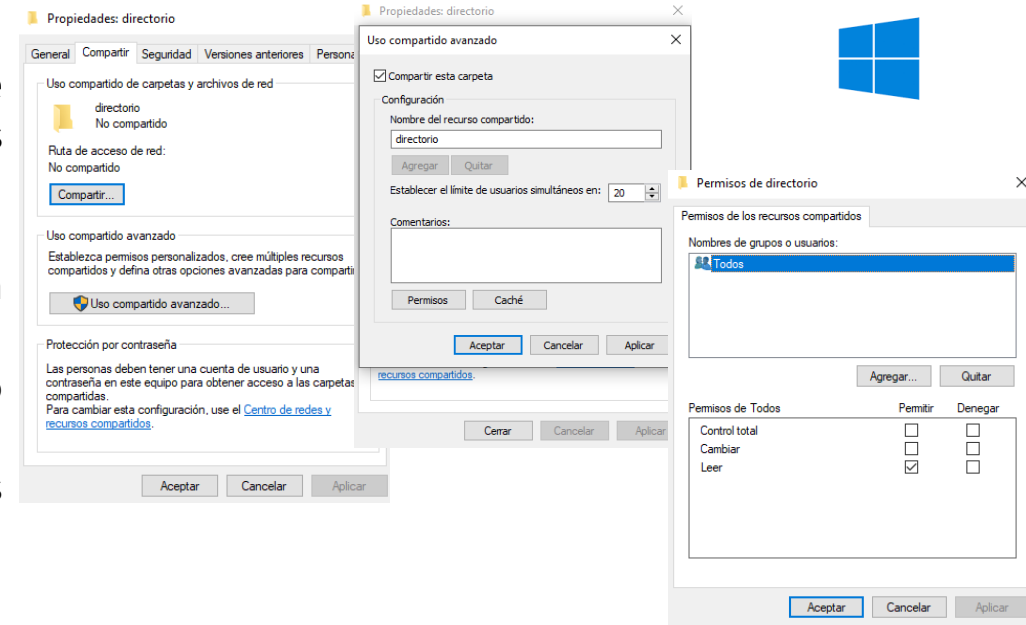 Propiedades: directorio
General Compartir Seguridad Versiones anteriores Persona
Uso compartido de carpetas y archivos de red
directorio
No compartido
Ruta de acceso de red:
No compartido
Compartir...
Uso compartido avanzado
Establezca permisos personalizados, cree múltiples recursos
compartidos y defina otras opciones avanzadas para comparti
Uso compartido avanzado...
Protección por contraseña
Las personas deben tener una cuenta de usuario y una
contraseña en este equipo para obtener acceso a las carpetas
compartidas.
Para cambiar esta configuración, use el Centro de redes y
recursos compartidos.
Aceptar Cancelar Aplicar
Propiedades: directorio
Uso compartido avanzado
Compartir esta carpeta
Configuración
Nombre del recurso compartido:
directorio
Agregar Quitar
Establecer el límite de usuarios simultáneos en: 20
Comentarios:
Permisos Caché
Aceptar Cancelar Aplicar
recursos compartidos.
Cerrar Cancelar Aplicar
Permisos de directorio
Permisos de los recursos compartidos
Nombres de grupos o usuarios:
Todos
Agregar... Quitar
Permisos de Todos Permitir Denegar
Control total
Cambiar
Leer
Aceptar Cancelar Aplicar